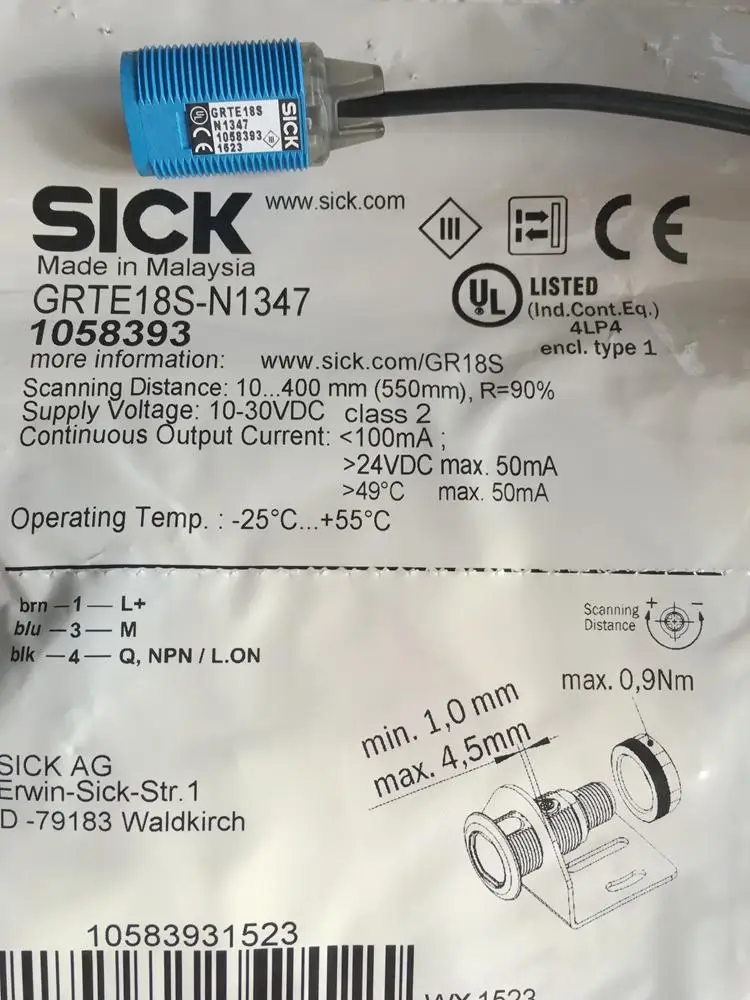 GRTE18S
N1347
1058393
1523
SICK
SICK www.sick.com
Made in Malaysia
GRTE18S-N1347
1058393
UL LISTED
(Ind.Cont.Eq.)
4LP4
encl. type 1
more information: www.sick.com/GR18S
Scanning Distance: 10...400 mm (550mm), R=90%
Supply Voltage: 10-30VDC class 2
Continuous Output Current: <100mA ;
>24VDC max. 50mA
>49°C max. 50mA
Operating Temp. : -25°C...+55°C
brn —1— L+
blu —3— M
blk —4— Q, NPN / L.ON
Scanning
Distance
+ −
max. 0,9Nm
min. 1,0 mm
max. 4,5mm
SICK AG
Erwin-Sick-Str.1
D -79183 Waldkirch
10583931523
WY 1523